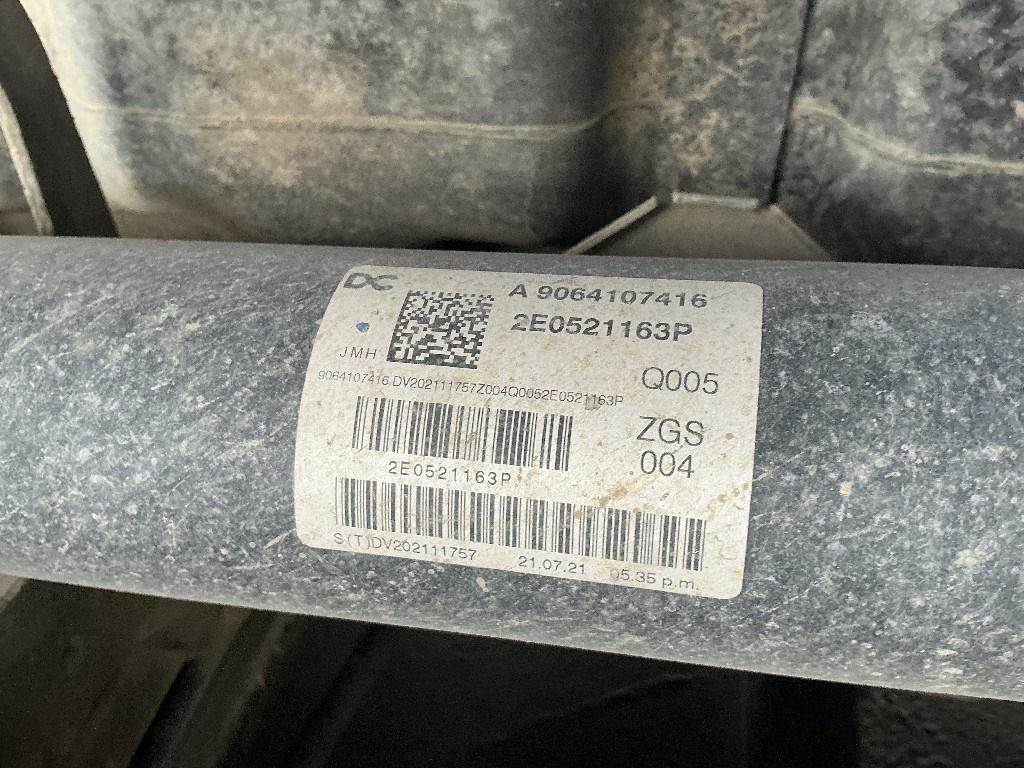 DC
A 9064107416
2E0521163P
JMH
Q005
9064107416 DV202111757Z004Q0052E0521163P
ZGS
004
2E0521163P
S(T)DV202111757 21.07.21 05.35 p.m.